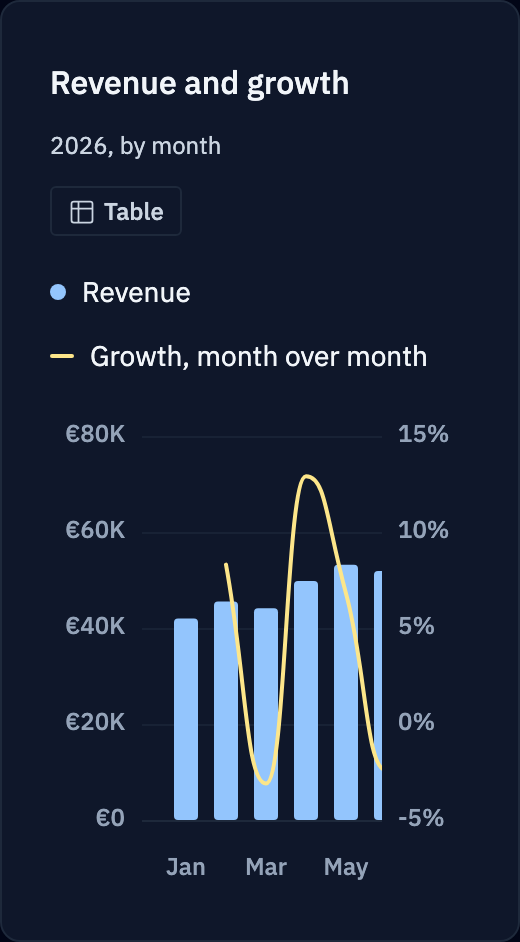 Revenue and growth
2026, by month
Table
Revenue
Growth, month over month
€80K 15%
€60K 10%
€40K 5%
€20K 0%
€0 -5%
Jan Mar May